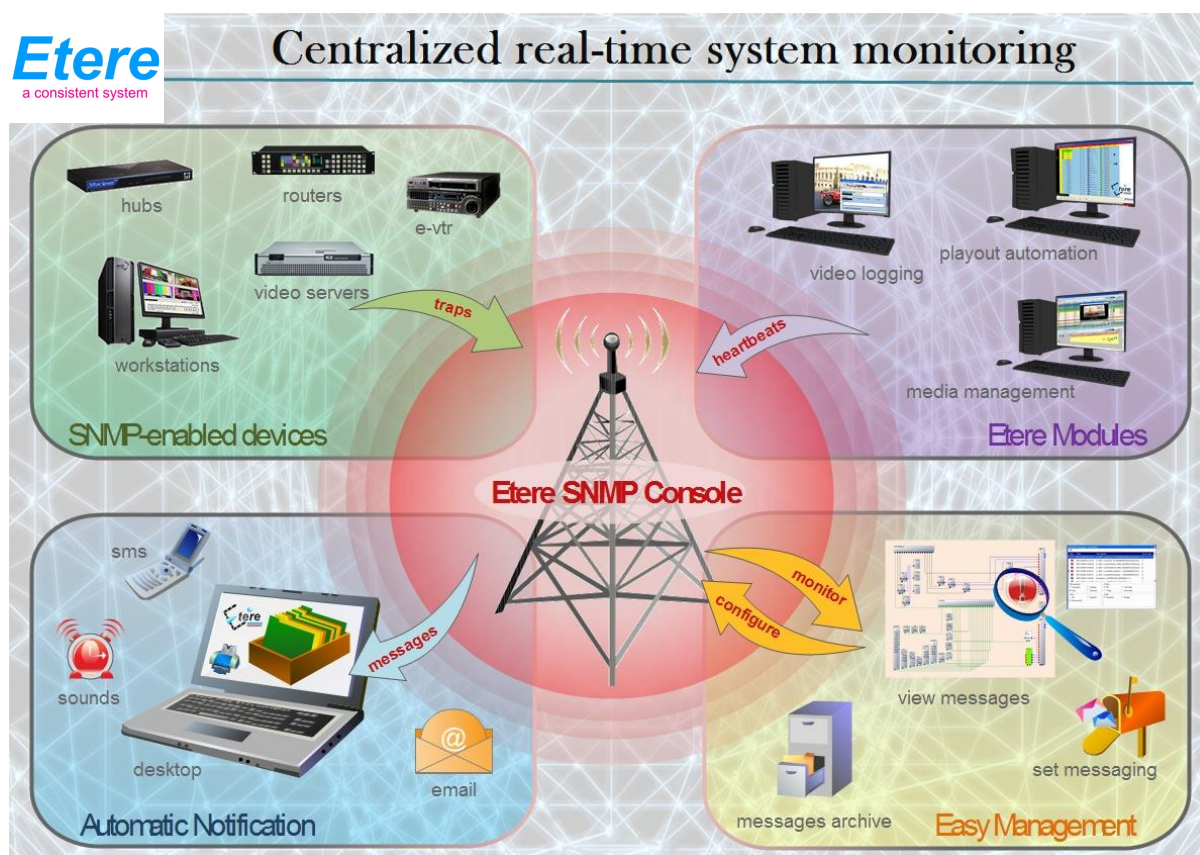 Etere
a consistent system
Centralized real-time system monitoring
hubs
routers
e-vtr
video servers
workstations
traps
SNMP-enabled devices
video logging
playout automation
media management
heartbeats
Etere Modules
Etere SNMP Console
sms
sounds
desktop
etere
email
messages
Automatic Notification
monitor
configure
view messages
set messaging
messages archive
Easy Management